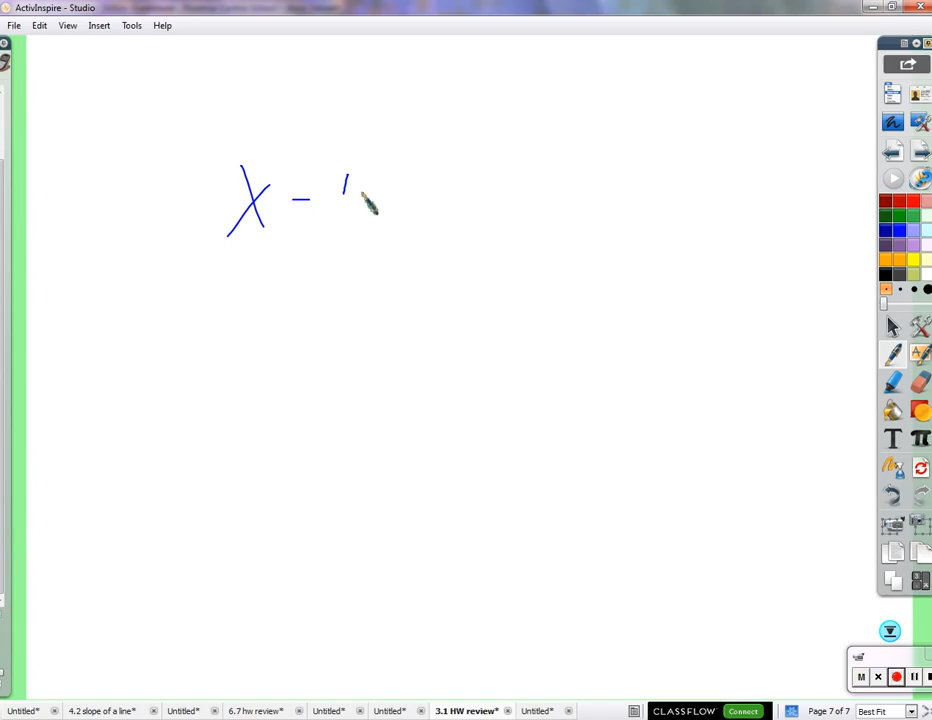 ActivInspire - Studio
File Edit View Insert Tools Help
X -
T
M
Untitled* 4.2 slope of a line* Untitled* 6.7 hw review* Untitled* Untitled* 3.1 HW review* Untitled* CLASSFLOW Connect Page 7 of 7 Best Fit